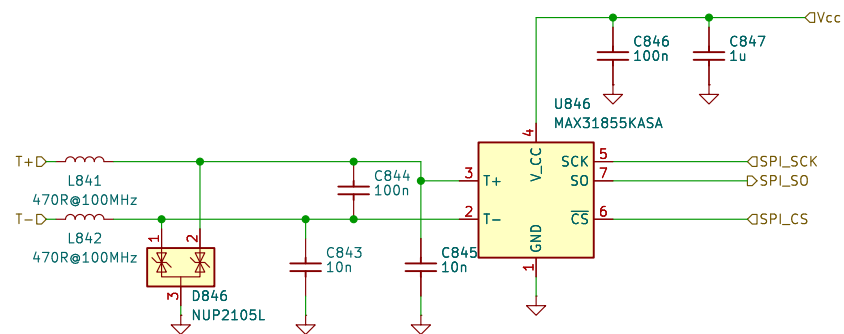 C846
100n
C847
1u
Vcc
U846
MAX31855KASA
4
V_CC
T+
L841
470R@100MHz
C844
100n
3
T+
SCK
5
SPI_SCK
SO
7
SPI_SO
T-
L842
470R@100MHz
2
T-
CS
6
SPI_CS
1
2
GND
1
C843
10n
C845
10n
3
D846
NUP2105L